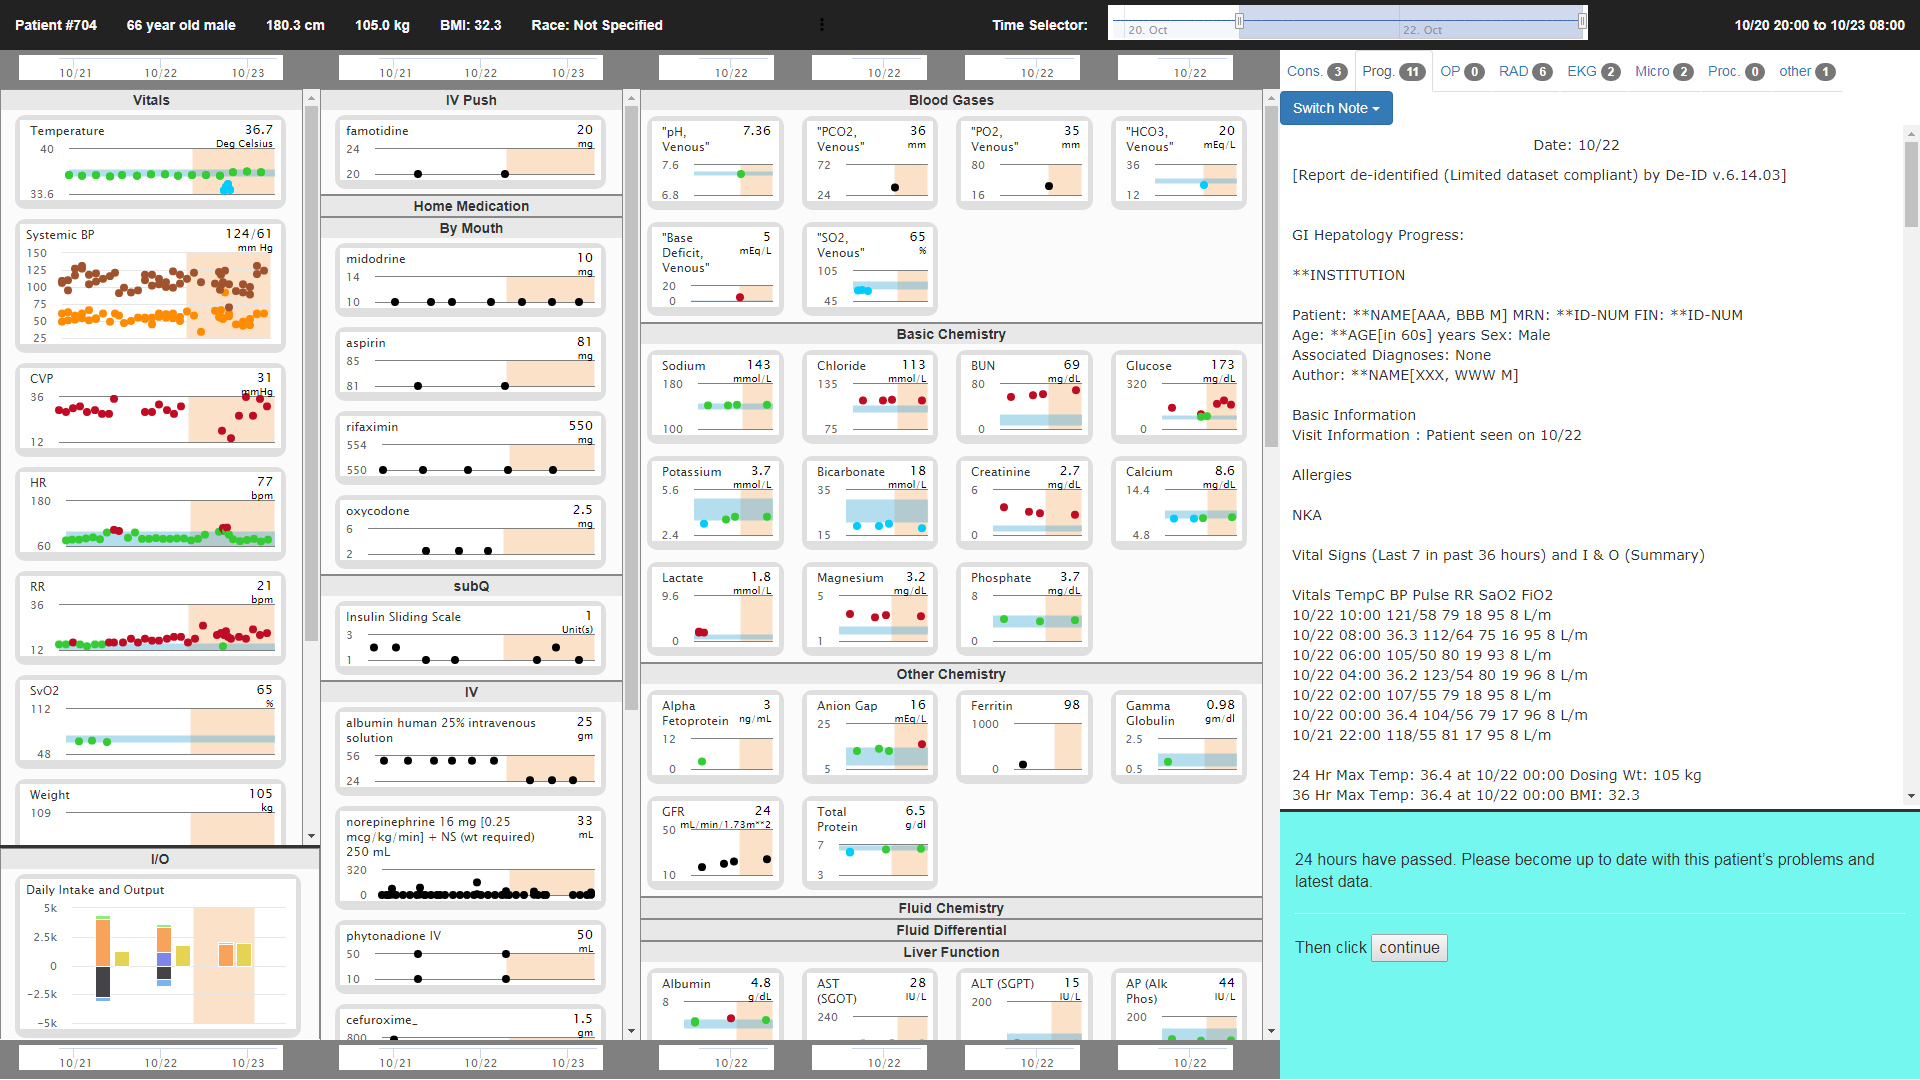 Patient #704 66 year old male 180.3 cm 105.0 kg BMI: 32.3 Race: Not Specified Time Selector: 20. Oct 22. Oct 10/20 20:00 to 10/23 08:00
10/21 10/22 10/23
Vitals
Temperature 36.7
Deg Celsius
40
33.6
Systemic BP 124/61
mm Hg
150
125
100
75
50
25
CVP 31
mmHg
36
12
HR 77
bpm
180
60
RR 21
bpm
36
12
SvO2 65
%
112
48
Weight 105
kg
109
I/O
Daily Intake and Output
5k
2.5k
0
−2.5k
−5k
10/21 10/22 10/23
10/21 10/22 10/23
IV Push
famotidine 20
mg
24
20
Home Medication
By Mouth
midodrine 10
mg
14
10
aspirin 81
mg
85
81
rifaximin 550
mg
554
550
oxycodone 2.5
mg
6
2
subQ
Insulin Sliding Scale 1
Unit(s)
3
1
IV
albumin human 25% intravenous 25
solution gm
56
24
norepinephrine 16 mg [0.25 33
mcg/kg/min] + NS (wt required) mL
250 mL
320
0
phytonadione IV 50
mL
50
10
cefuroxime_ 1.5
gm
800
10/21 10/22 10/23
10/22 10/22 10/22 10/22
Blood Gases
"pH, 7.36
Venous"
7.6
6.8
"PCO2, 36
Venous" mm
72
24
"PO2, 35
Venous" mm
80
16
"HCO3, 20
Venous" mEq/L
36
12
"Base 5
Deficit, mEq/L
Venous"
20
0
"SO2, 65
Venous" %
105
45
Basic Chemistry
Sodium 143
mmol/L
180
100
Chloride 113
mmol/L
135
75
BUN 69
mg/dL
80
0
Glucose 173
mg/dL
320
0
Potassium 3.7
mmol/L
5.6
2.4
Bicarbonate 18
mmol/L
35
15
Creatinine 2.7
mg/dL
6
0
Calcium 8.6
mg/dL
14.4
4.8
Lactate 1.8
mmol/L
9.6
0
Magnesium 3.2
mg/dL
5
1
Phosphate 3.7
mg/dL
8
0
Other Chemistry
Alpha 3
Fetoprotein ng/mL
12
0
Anion Gap 16
mEq/L
25
5
Ferritin 98
1000
0
Gamma 0.98
Globulin gm/dl
2.5
0.5
GFR 24
mL/min/1.73m**2
50
10
Total 6.5
Protein g/dl
7
3
Fluid Chemistry
Fluid Differential
Liver Function
Albumin 4.8
g/dL
8
AST 28
(SGOT) IU/L
240
ALT (SGPT) 15
IU/L
200
AP (Alk 44
Phos) IU/L
200
10/22 10/22 10/22 10/22
Cons. 3 Prog. 11 OP 0 RAD 6 EKG 2 Micro 2 Proc. 0 other 1
Switch Note
Date: 10/22
[Report de-identified (Limited dataset compliant) by De-ID v.6.14.03]
GI Hepatology Progress:
**INSTITUTION
Patient: **NAME[AAA, BBB M] MRN: **ID-NUM FIN: **ID-NUM
Age: **AGE[in 60s] years Sex: Male
Associated Diagnoses: None
Author: **NAME[XXX, WWW M]
Basic Information
Visit Information : Patient seen on 10/22
Allergies
NKA
Vital Signs (Last 7 in past 36 hours) and I & O (Summary)
Vitals TempC BP Pulse RR SaO2 FiO2
10/22 10:00 121/58 79 18 95 8 L/m
10/22 08:00 36.3 112/64 75 16 95 8 L/m
10/22 06:00 105/50 80 19 93 8 L/m
10/22 04:00 36.2 123/54 80 19 96 8 L/m
10/22 02:00 107/55 79 18 95 8 L/m
10/22 00:00 36.4 104/56 79 17 96 8 L/m
10/21 22:00 118/55 81 17 95 8 L/m
24 Hr Max Temp: 36.4 at 10/22 00:00 Dosing Wt: 105 kg
36 Hr Max Temp: 36.4 at 10/22 00:00 BMI: 32.3
24 hours have passed. Please become up to date with this patient's problems and
latest data.
Then click continue